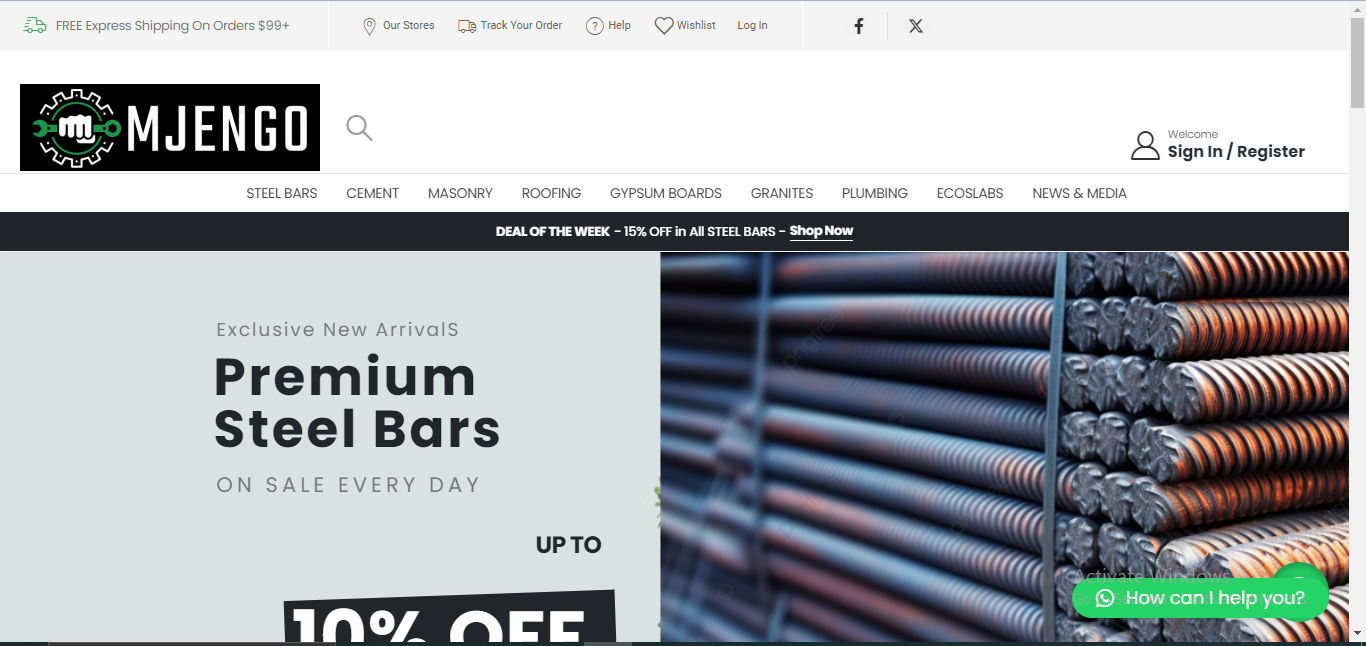 FREE Express Shipping On Orders $99+
Our Stores
Track Your Order
Help
Wishlist
Log In
MJENGO
Welcome
Sign In / Register
STEEL BARS
CEMENT
MASONRY
ROOFING
GYPSUM BOARDS
GRANITES
PLUMBING
ECOSLABS
NEWS & MEDIA
DEAL OF THE WEEK - 15% OFF in All STEEL BARS - Shop Now
Exclusive New ArrivalS
Premium
Steel Bars
ON SALE EVERY DAY
UP TO
10% OFF
pngtree
Activate Windows
How can I help you?